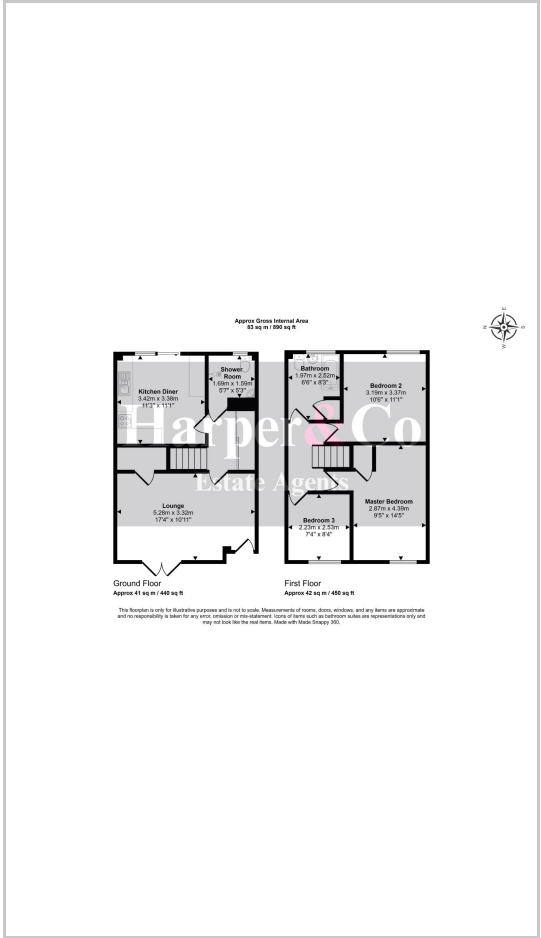 Approx Gross Internal Area
83 sq m / 890 sq ft
E
N
S
W
Kitchen Diner
3.42m x 3.38m
11'3" x 11'1"
Shower
Room
1.69m x 1.59m
5'7" x 5'3"
Bathroom
1.97m x 2.52m
6'6" x 8'3"
Bedroom 2
3.19m x 3.37m
10'6" x 11'1"
Harper&Co
Estate Agents
Lounge
5.28m x 3.32m
17'4" x 10'11"
Master Bedroom
2.87m x 4.39m
9'5" x 14'5"
Bedroom 3
2.23m x 2.53m
7'4" x 8'4"
Ground Floor
Approx 41 sq m / 440 sq ft
First Floor
Approx 42 sq m / 450 sq ft
This floorplan is only for illustrative purposes and is not to scale. Measurements of rooms, doors, windows, and any items are approximate
and no responsibility is taken for any error, omission or mis-statement. Icons of items such as bathroom suites are representations only and
may not look like the real items. Made with Made Snappy 360.